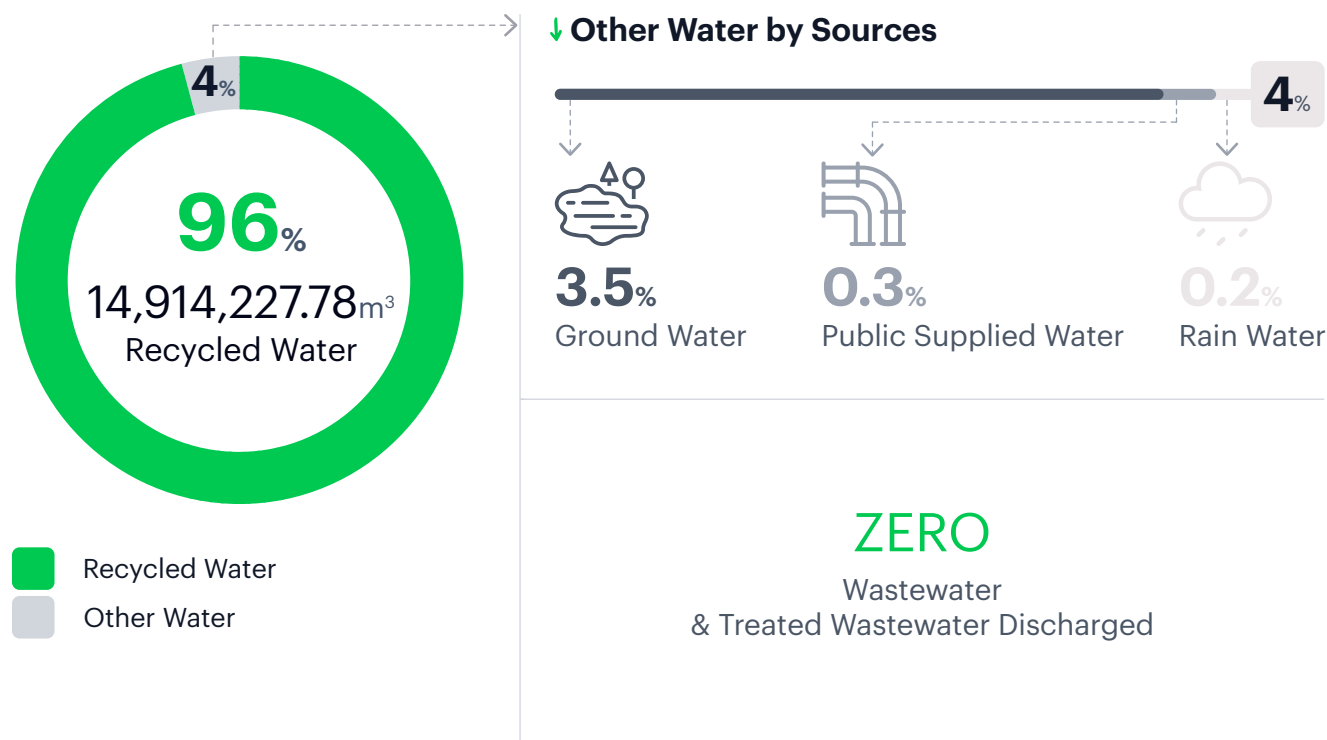 4%
96%
14,914,227.78m³
Recycled Water
Recycled Water
Other Water
Other Water by Sources
4%
3.5%
Ground Water
0.3%
Public Supplied Water
0.2%
Rain Water
ZERO
Wastewater
& Treated Wastewater Discharged